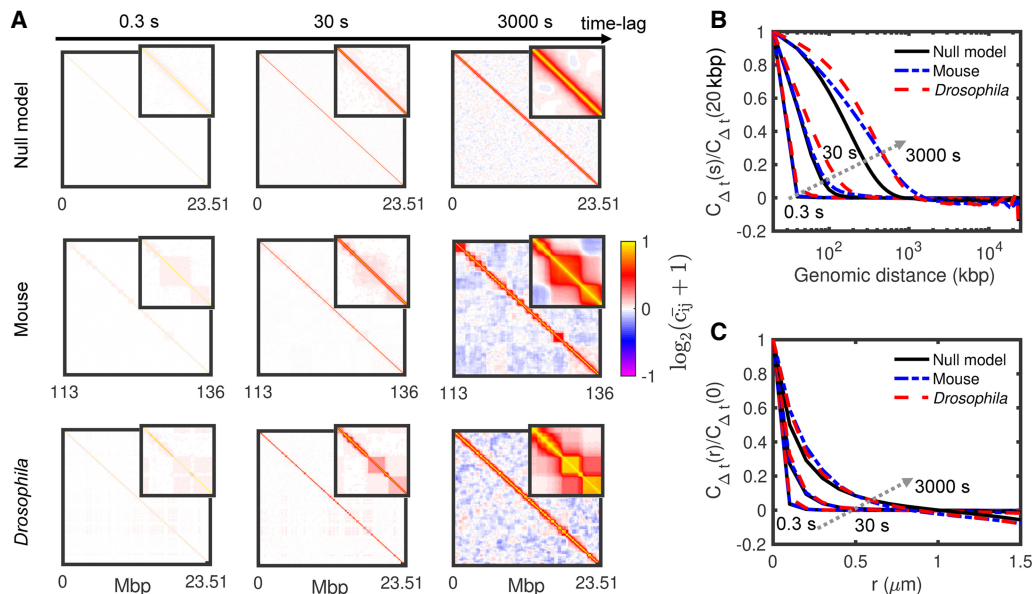 A
0.3 s
30 s
3000 s
time-lag
Null model
0
23.51
0
23.51
0
23.51
Mouse
113
136
113
136
113
136
1
0
-1
log₂(c̄ᵢⱼ + 1)
Drosophila
0
Mbp
23.51
0
Mbp
23.51
0
Mbp
23.51
B
1
0.8
0.6
0.4
0.2
0
-0.2
C Δ t (s)/C Δ t (20 kbp)
Null model
Mouse
Drosophila
30 s
3000 s
0.3 s
10²
10³
10⁴
Genomic distance (kbp)
C
1
0.8
0.6
0.4
0.2
0
-0.2
C Δ t (r)/C Δ t (0)
Null model
Mouse
Drosophila
3000 s
0.3 s
30 s
0
0.5
1
1.5
r (μm)